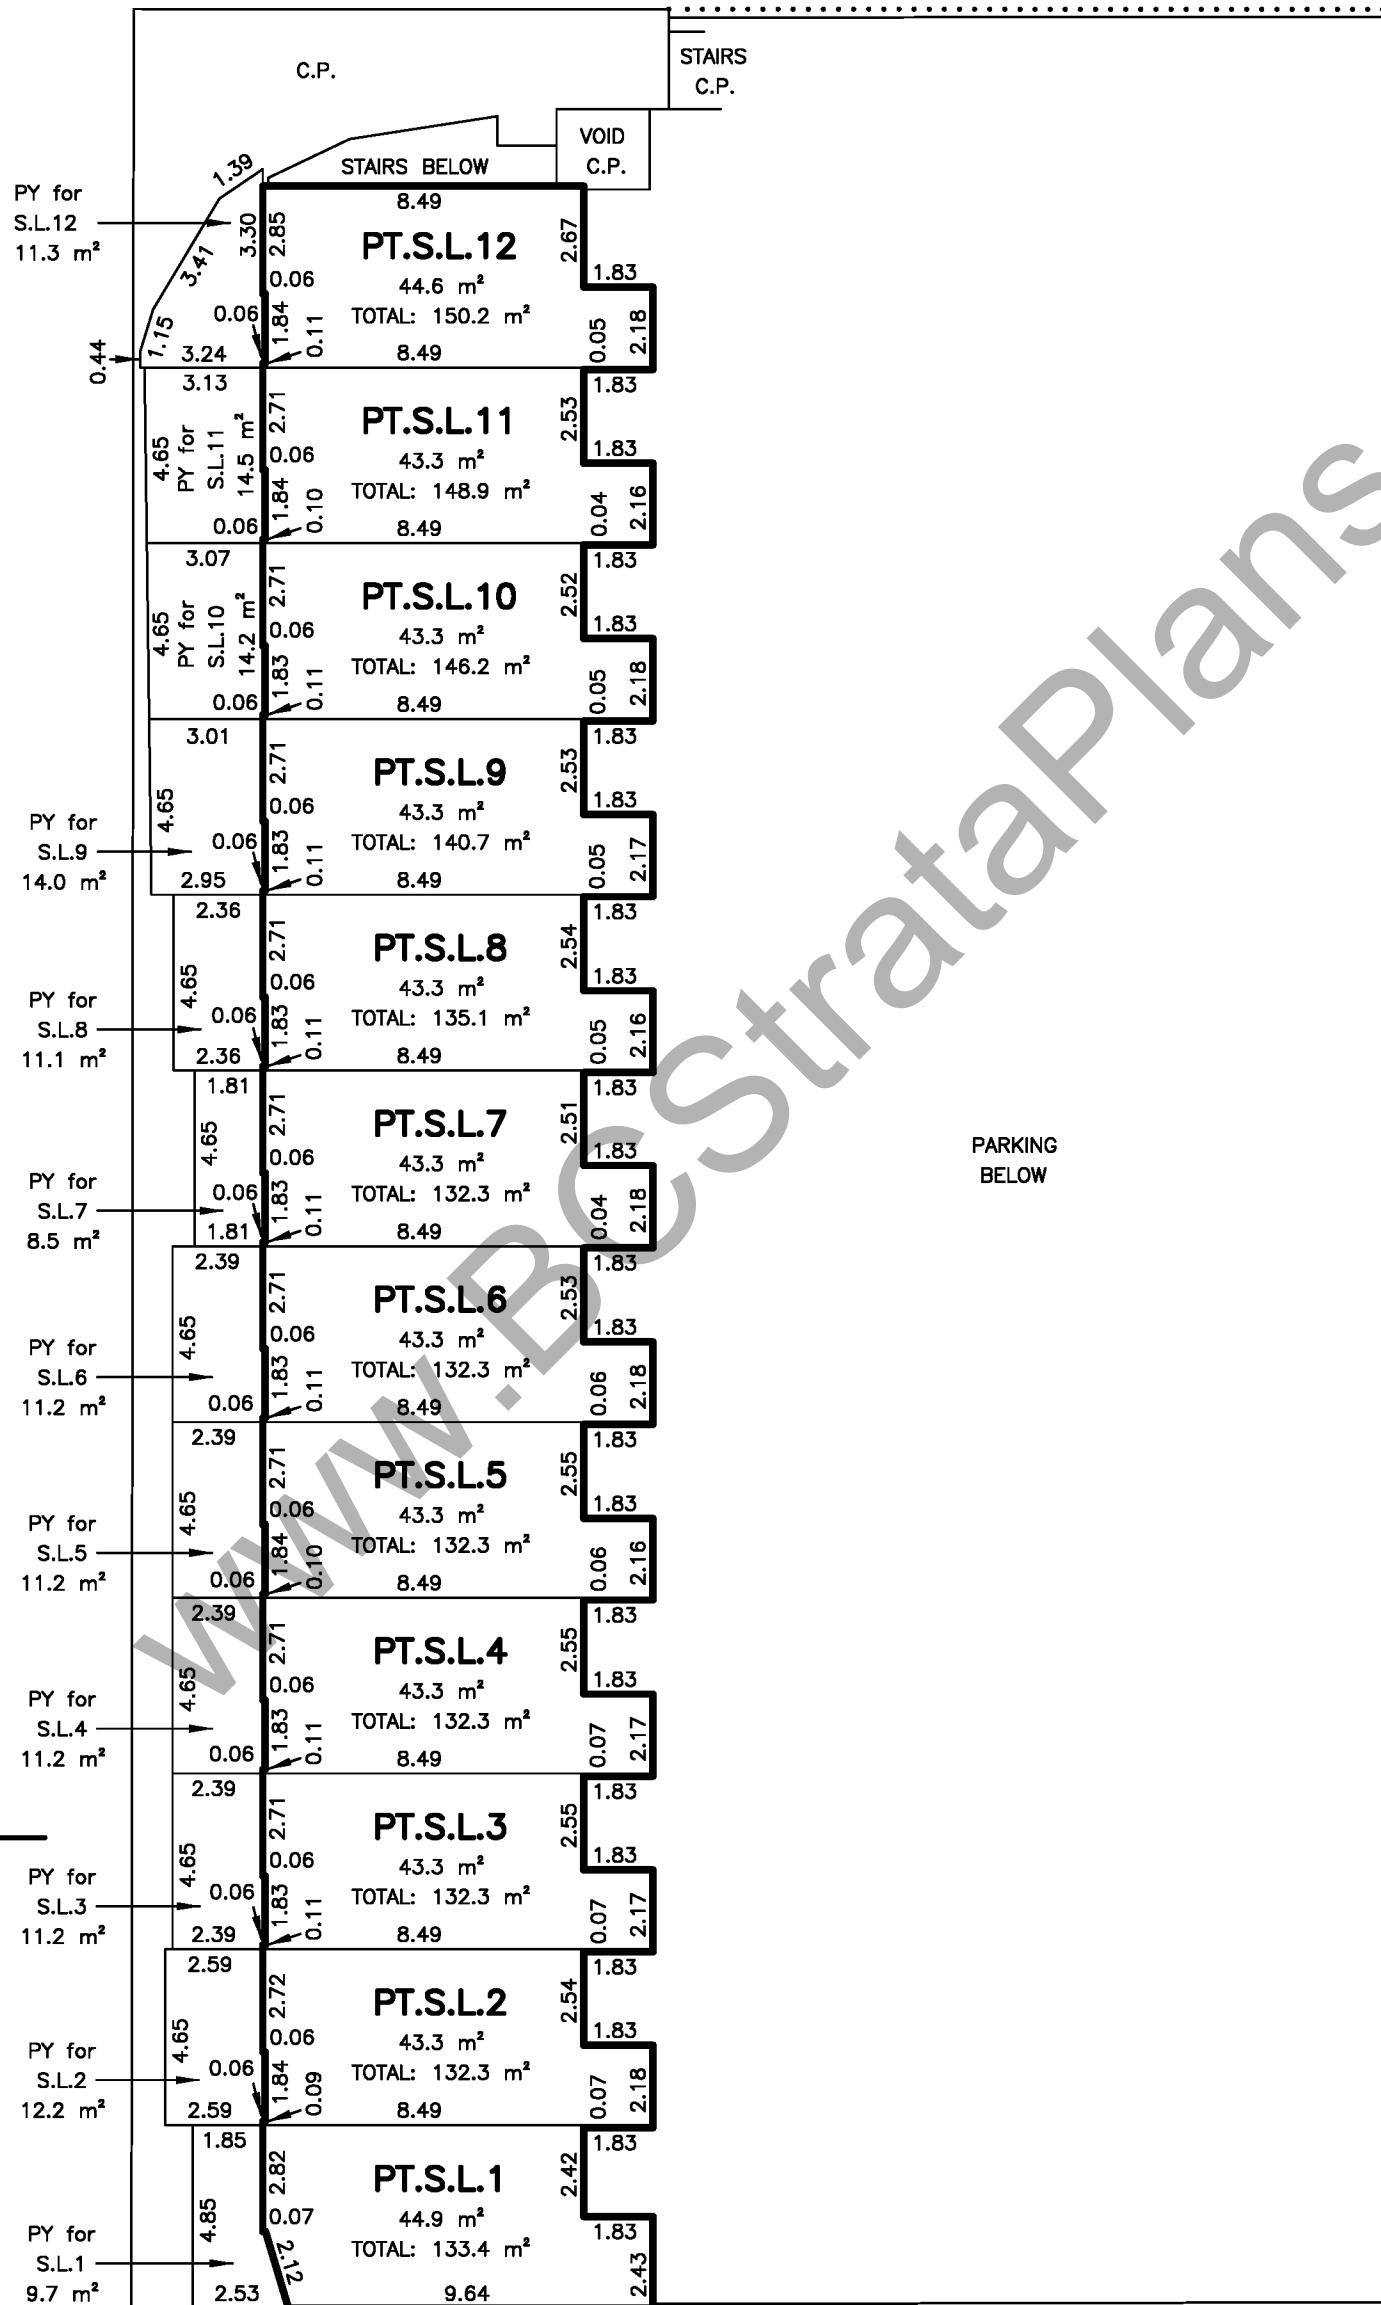 C.P.
STAIRS
C.P.
VOID
C.P.
STAIRS BELOW
1.39
PY for
S.L.12
11.3 m²
3.41
3.30
2.85
8.49
PT.S.L.12
44.6 m²
TOTAL: 150.2 m²
2.67
1.83
0.06
0.06
1.84
0.11
1.15
0.44
3.24
8.49
0.05
2.18
3.13
4.65
PY for
S.L.11
14.5 m²
2.71
PT.S.L.11
43.3 m²
TOTAL: 148.9 m²
2.53
1.83
1.83
0.06
0.06
1.84
0.10
8.49
0.04
2.16
3.07
4.65
PY for
S.L.10
14.2 m²
2.71
PT.S.L.10
43.3 m²
TOTAL: 146.2 m²
2.52
1.83
1.83
0.06
0.06
1.83
0.11
8.49
0.05
2.18
3.01
4.65
PY for
S.L.9
14.0 m²
2.71
PT.S.L.9
43.3 m²
TOTAL: 140.7 m²
2.53
1.83
1.83
0.06
0.06
1.83
0.11
2.95
8.49
0.05
2.17
2.36
4.65
PY for
S.L.8
11.1 m²
2.71
PT.S.L.8
43.3 m²
TOTAL: 135.1 m²
2.54
1.83
1.83
0.06
0.06
1.83
0.11
2.36
8.49
0.05
2.16
1.81
4.65
PY for
S.L.7
8.5 m²
2.71
PT.S.L.7
43.3 m²
TOTAL: 132.3 m²
2.51
1.83
1.83
0.06
0.06
1.83
0.11
1.81
8.49
0.04
2.18
PARKING
BELOW
2.39
4.65
PY for
S.L.6
11.2 m²
2.71
PT.S.L.6
43.3 m²
TOTAL: 132.3 m²
2.53
1.83
1.83
0.06
0.06
1.83
0.11
8.49
0.06
2.18
2.39
4.65
PY for
S.L.5
11.2 m²
2.71
PT.S.L.5
43.3 m²
TOTAL: 132.3 m²
2.55
1.83
1.83
0.06
0.06
1.84
0.10
8.49
0.06
2.16
2.39
4.65
PY for
S.L.4
11.2 m²
2.71
PT.S.L.4
43.3 m²
TOTAL: 132.3 m²
2.55
1.83
1.83
0.06
0.06
1.83
0.11
8.49
0.07
2.17
2.39
4.65
PY for
S.L.3
11.2 m²
2.71
PT.S.L.3
43.3 m²
TOTAL: 132.3 m²
2.55
1.83
1.83
0.06
0.06
1.83
0.11
2.39
8.49
0.07
2.17
2.59
4.65
PY for
S.L.2
12.2 m²
2.72
PT.S.L.2
43.3 m²
TOTAL: 132.3 m²
2.54
1.83
1.83
0.06
0.06
1.84
0.09
2.59
8.49
0.07
2.18
1.85
4.85
PY for
S.L.1
9.7 m²
2.82
PT.S.L.1
44.9 m²
TOTAL: 133.4 m²
2.42
1.83
1.83
0.07
2.12
2.53
9.64
2.43
www.BCStrataPlans